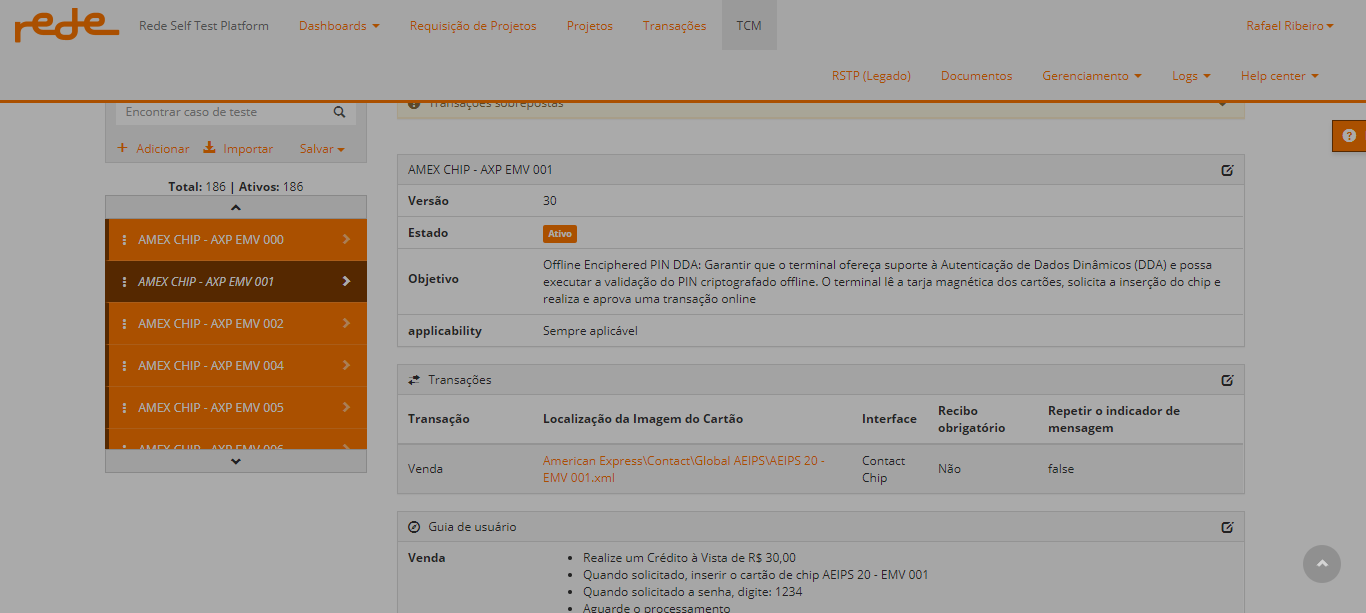 rede Rede Self Test Platform Dashboards Requisição de Projetos Projetos Transações TCM Rafael Ribeiro
RSTP (Legado) Documentos Gerenciamento Logs Help center
Encontrar caso de teste
Adicionar Importar Salvar
Total: 186 | Ativos: 186
AMEX CHIP - AXP EMV 000
AMEX CHIP - AXP EMV 001
AMEX CHIP - AXP EMV 002
AMEX CHIP - AXP EMV 004
AMEX CHIP - AXP EMV 005
AMEX CHIP - AXP EMV 006
Transações sobrepostas
AMEX CHIP - AXP EMV 001
Versão 30
Estado Ativo
Objetivo Offline Enciphered PIN DDA: Garantir que o terminal ofereça suporte à Autenticação de Dados Dinâmicos (DDA) e possa
executar a validação do PIN criptografado offline. O terminal lê a tarja magnética dos cartões, solicita a inserção do chip e
realiza e aprova uma transação online
applicability Sempre aplicável
Transações
Transação Localização da Imagem do Cartão Interface Recibo obrigatório Repetir o indicador de mensagem
Venda American Express\Contact\Global AEIPS\AEIPS 20 - EMV 001.xml Contact Chip Não false
Guia de usuário
Venda
Realize um Crédito à Vista de R$ 30,00
Quando solicitado, inserir o cartão de chip AEIPS 20 - EMV 001
Quando solicitado a senha, digite: 1234
Aguarde o processamento